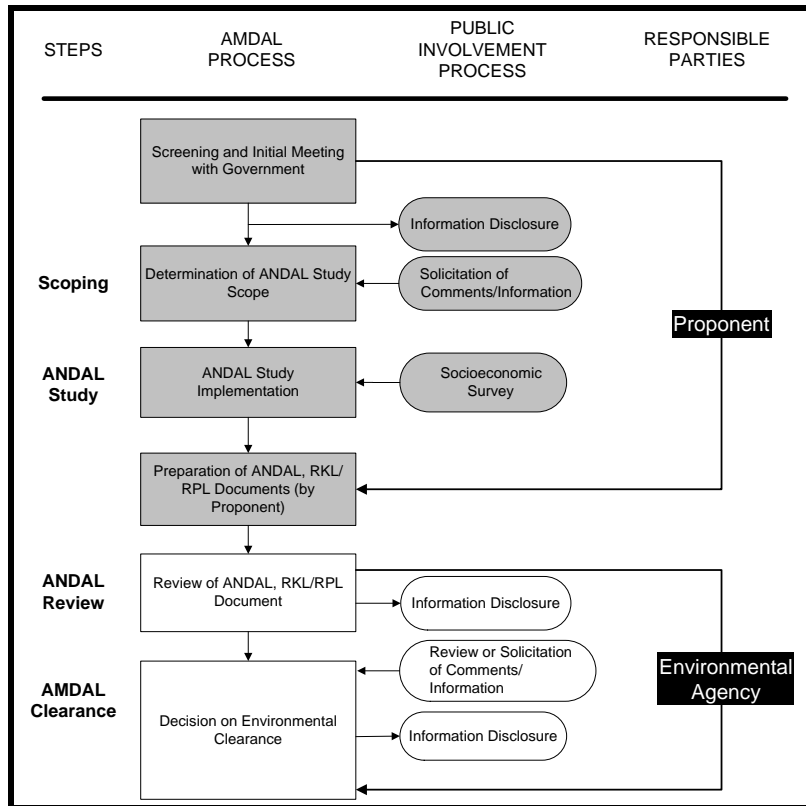 STEPS
AMDAL
PROCESS
PUBLIC
INVOLVEMENT
PROCESS
RESPONSIBLE
PARTIES
Screening and Initial Meeting
with Government
Information Disclosure
Scoping
Determination of ANDAL Study
Scope
Solicitation of
Comments/Information
Proponent
ANDAL
Study
ANDAL Study
Implementation
Socioeconomic
Survey
Preparation of ANDAL, RKL/
RPL Documents (by
Proponent)
ANDAL
Review
Review of ANDAL, RKL/RPL
Document
Information Disclosure
Review or Solicitation
of Comments/
Information
Environmental
Agency
AMDAL
Clearance
Decision on Environmental
Clearance
Information Disclosure